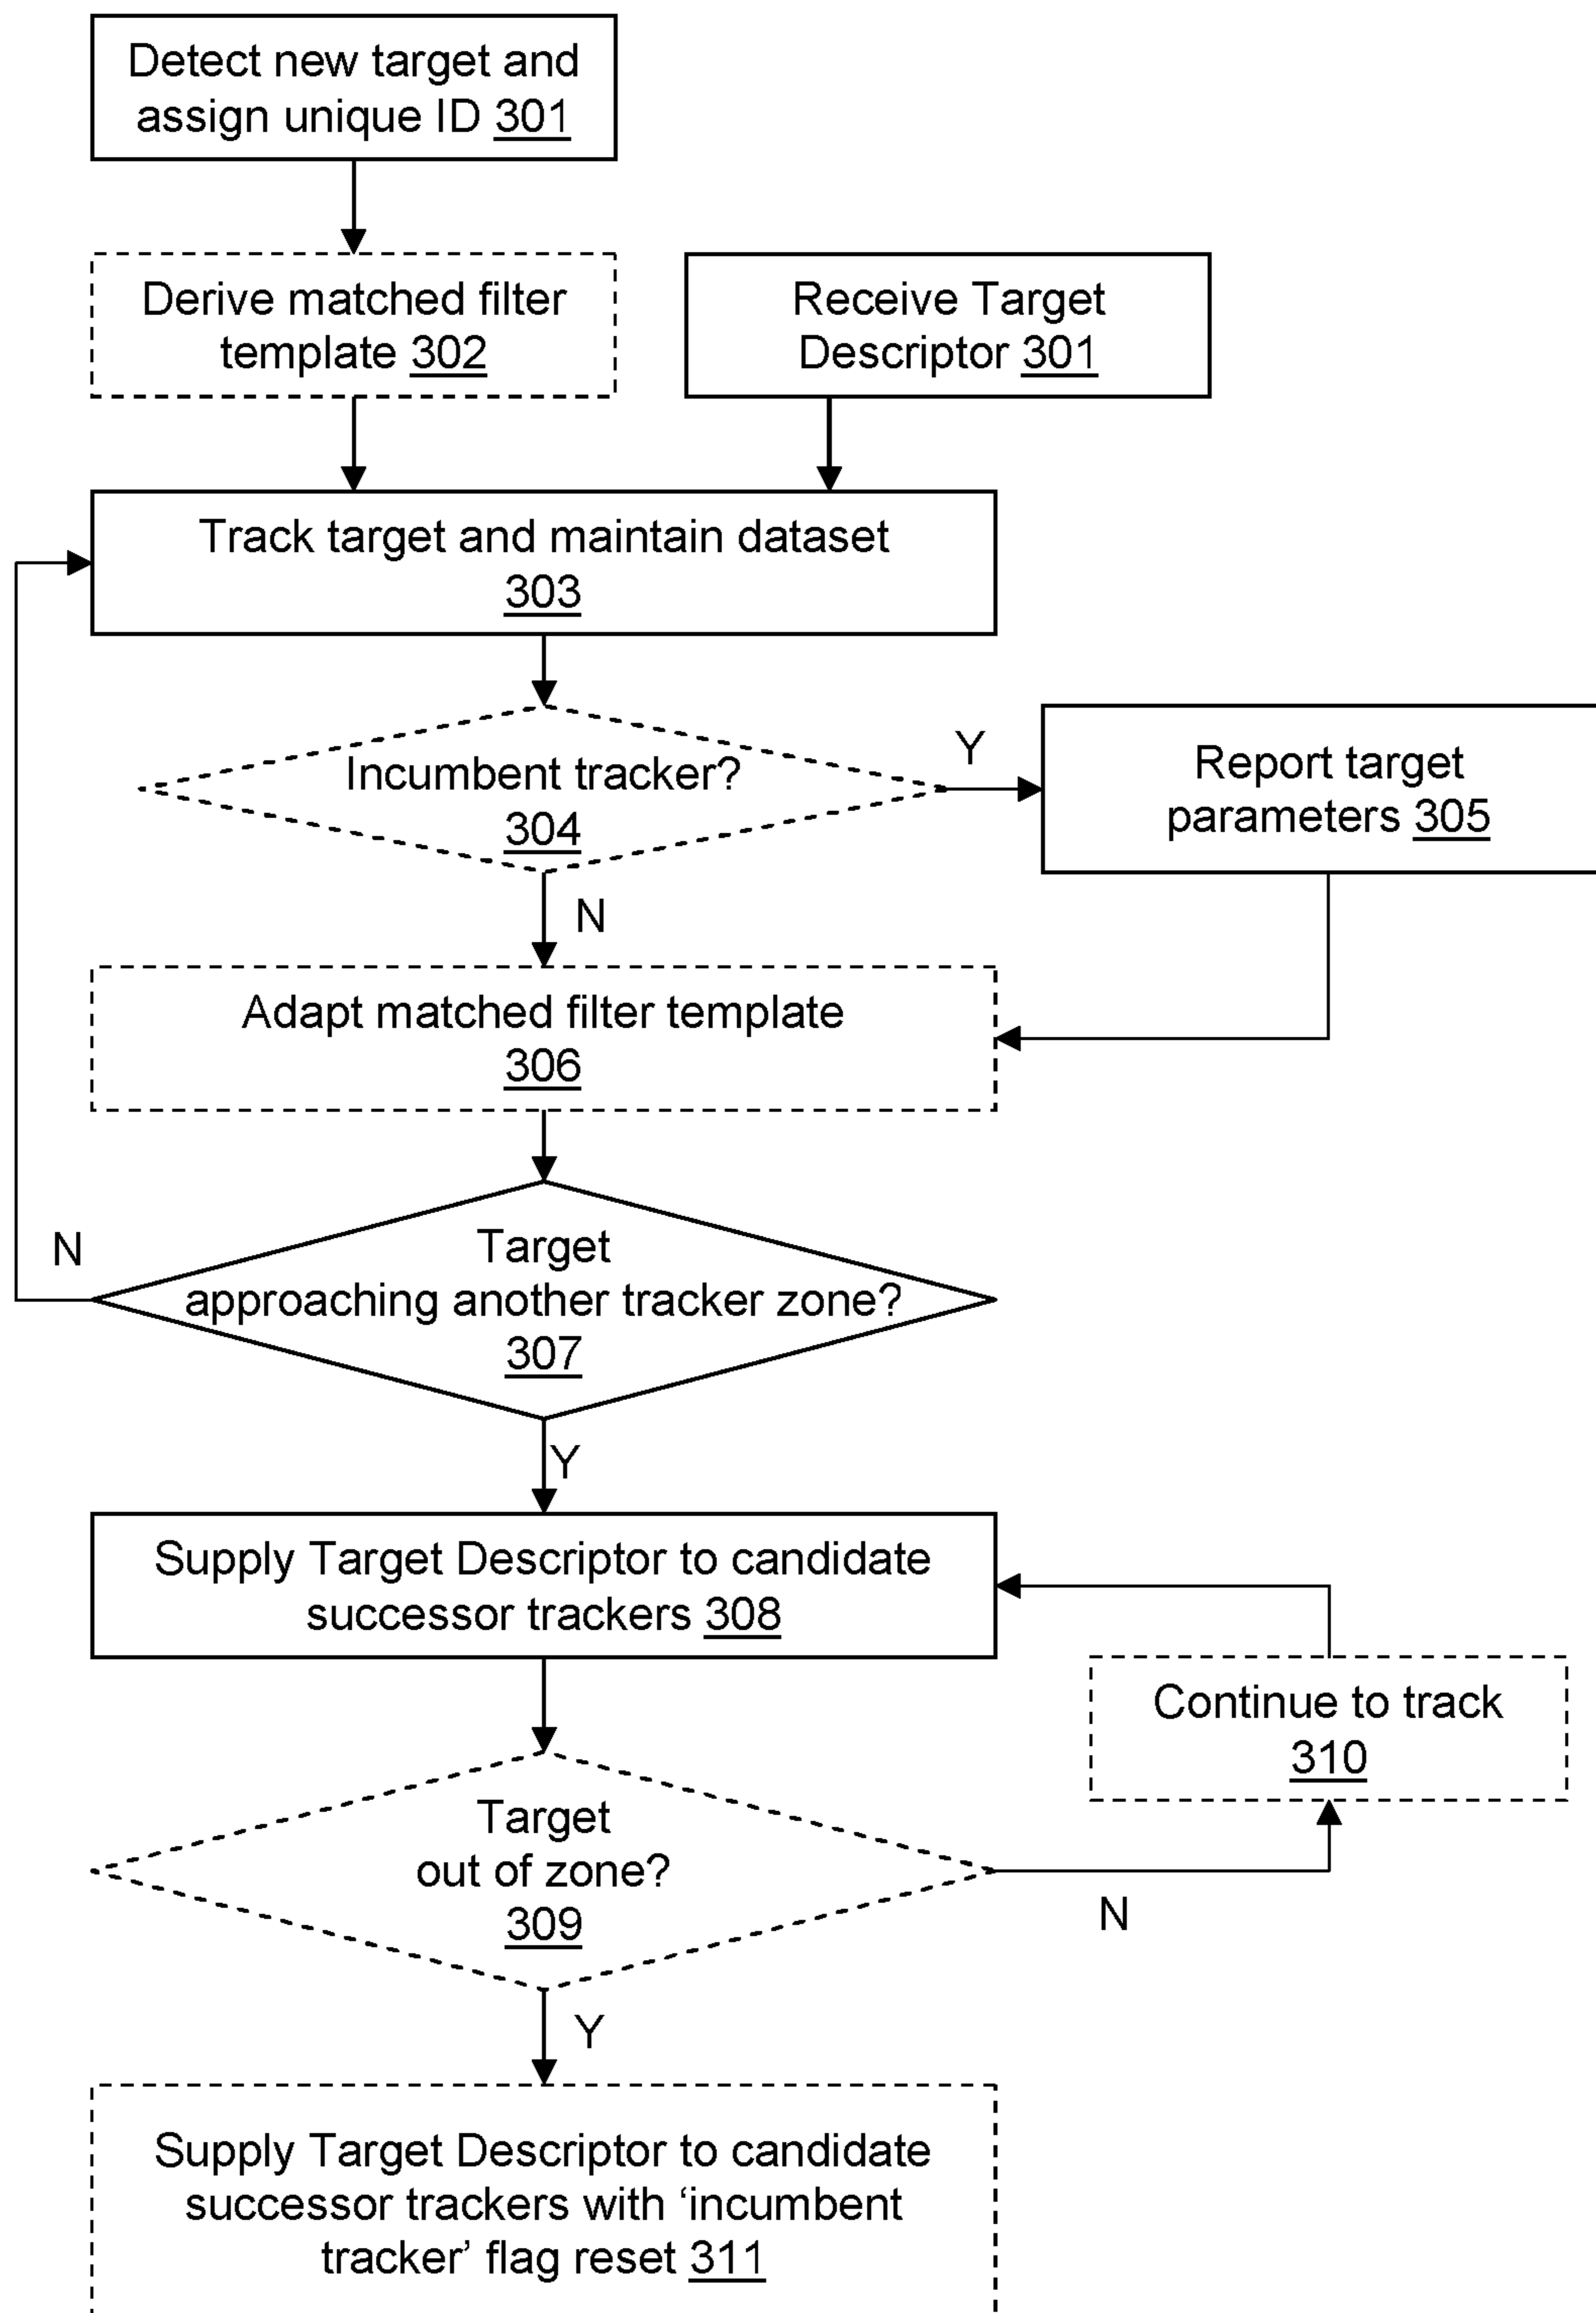 Detect new target and
assign unique ID 301
Derive matched filter
template 302
Receive Target
Descriptor 301
Track target and maintain dataset
303
Incumbent tracker?
304
Y
Report target
parameters 305
N
Adapt matched filter template
306
Target
approaching another tracker zone?
307
N
Y
Supply Target Descriptor to candidate
successor trackers 308
Continue to track
310
Target
out of zone?
309
N
Y
Supply Target Descriptor to candidate
successor trackers with ‘incumbent
tracker’ flag reset 311